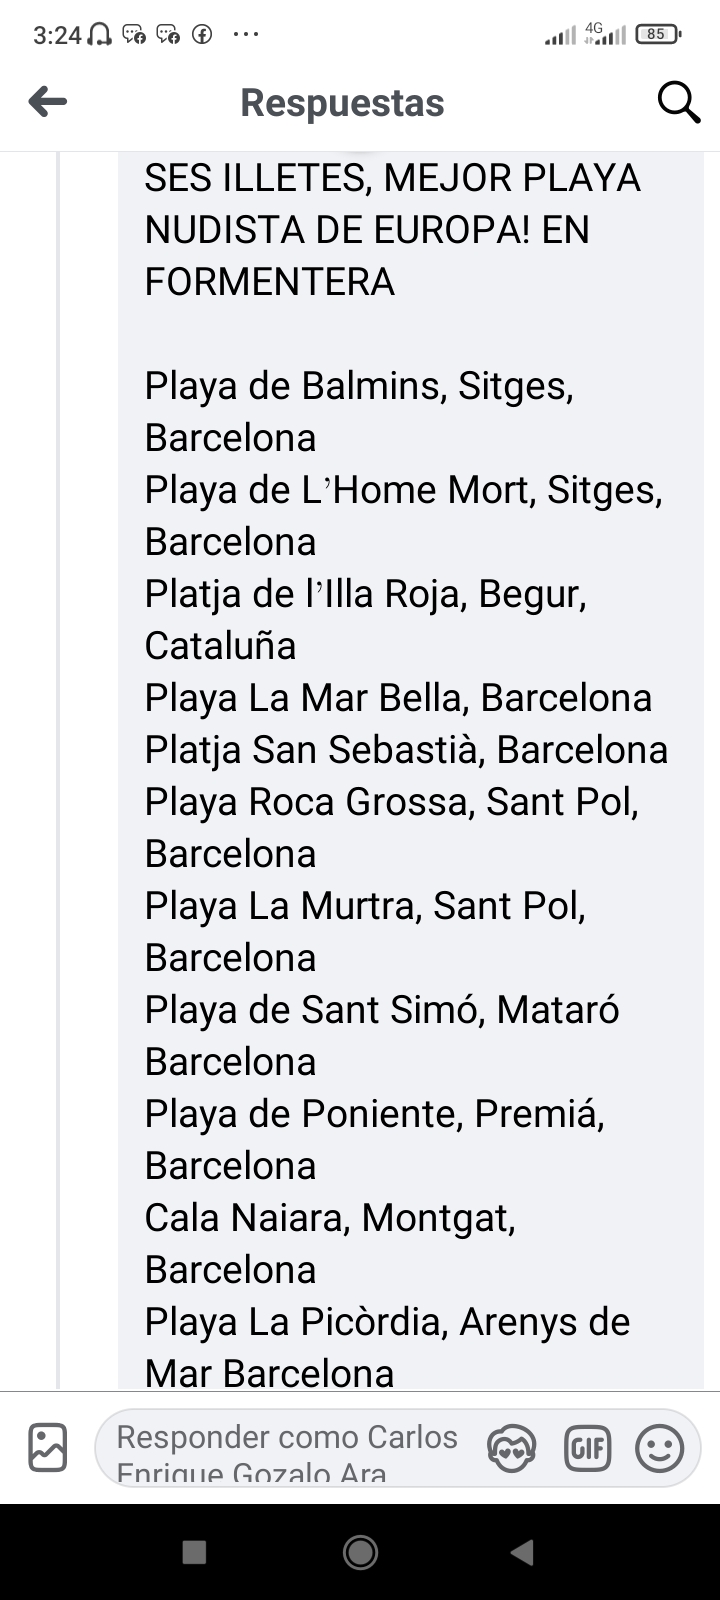 3:24
4G
85
Respuestas
SES ILLETES, MEJOR PLAYA
NUDISTA DE EUROPA! EN
FORMENTERA
Playa de Balmins, Sitges,
Barcelona
Playa de L’Home Mort, Sitges,
Barcelona
Platja de l’Illa Roja, Begur,
Cataluña
Playa La Mar Bella, Barcelona
Platja San Sebastià, Barcelona
Playa Roca Grossa, Sant Pol,
Barcelona
Playa La Murtra, Sant Pol,
Barcelona
Playa de Sant Simó, Mataró
Barcelona
Playa de Poniente, Premiá,
Barcelona
Cala Naiara, Montgat,
Barcelona
Playa La Picòrdia, Arenys de
Mar Barcelona
Responder como Carlos
Enrique Gozalo Ara
GIF